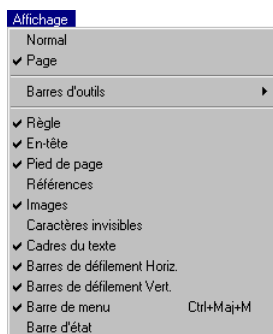 Affichage
Normal
Page
Barres d'outils
Règle
En-tête
Pied de page
Références
Images
Caractères invisibles
Cadres du texte
Barres de défilement Horiz.
Barres de défilement Vert.
Barre de menu Ctrl+Maj+M
Barre d'état